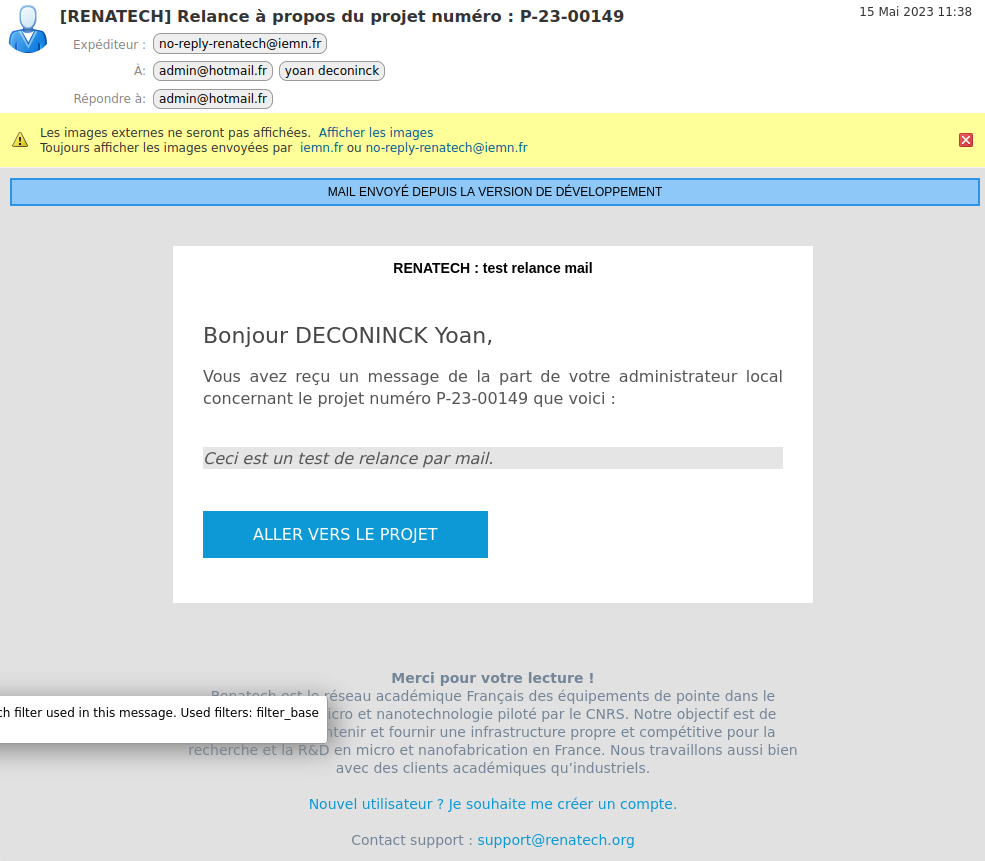 [RENATECH] Relance à propos du projet numéro : P-23-00149
15 Mai 2023 11:38
Expéditeur : no-reply-renatech@iemn.fr
À: admin@hotmail.fr yoan deconinck
Répondre à: admin@hotmail.fr
Les images externes ne seront pas affichées. Afficher les images
Toujours afficher les images envoyées par iemn.fr ou no-reply-renatech@iemn.fr
MAIL ENVOYÉ DEPUIS LA VERSION DE DÉVELOPPEMENT
RENATECH : test relance mail
Bonjour DECONINCK Yoan,
Vous avez reçu un message de la part de votre administrateur local
concernant le projet numéro P-23-00149 que voici :
Ceci est un test de relance par mail.
ALLER VERS LE PROJET
Merci pour votre lecture !
Renatech est le réseau académique Français des équipements de pointe dans le
filter used in this message. Used filters: filter_base
et nanotechnologie piloté par le CNRS. Notre objectif est de
et fournir une infrastructure propre et compétitive pour la
recherche et la R&D en micro et nanofabrication en France. Nous travaillons aussi bien
avec des clients académiques qu’industriels.
Nouvel utilisateur ? Je souhaite me créer un compte.
Contact support : support@renatech.org